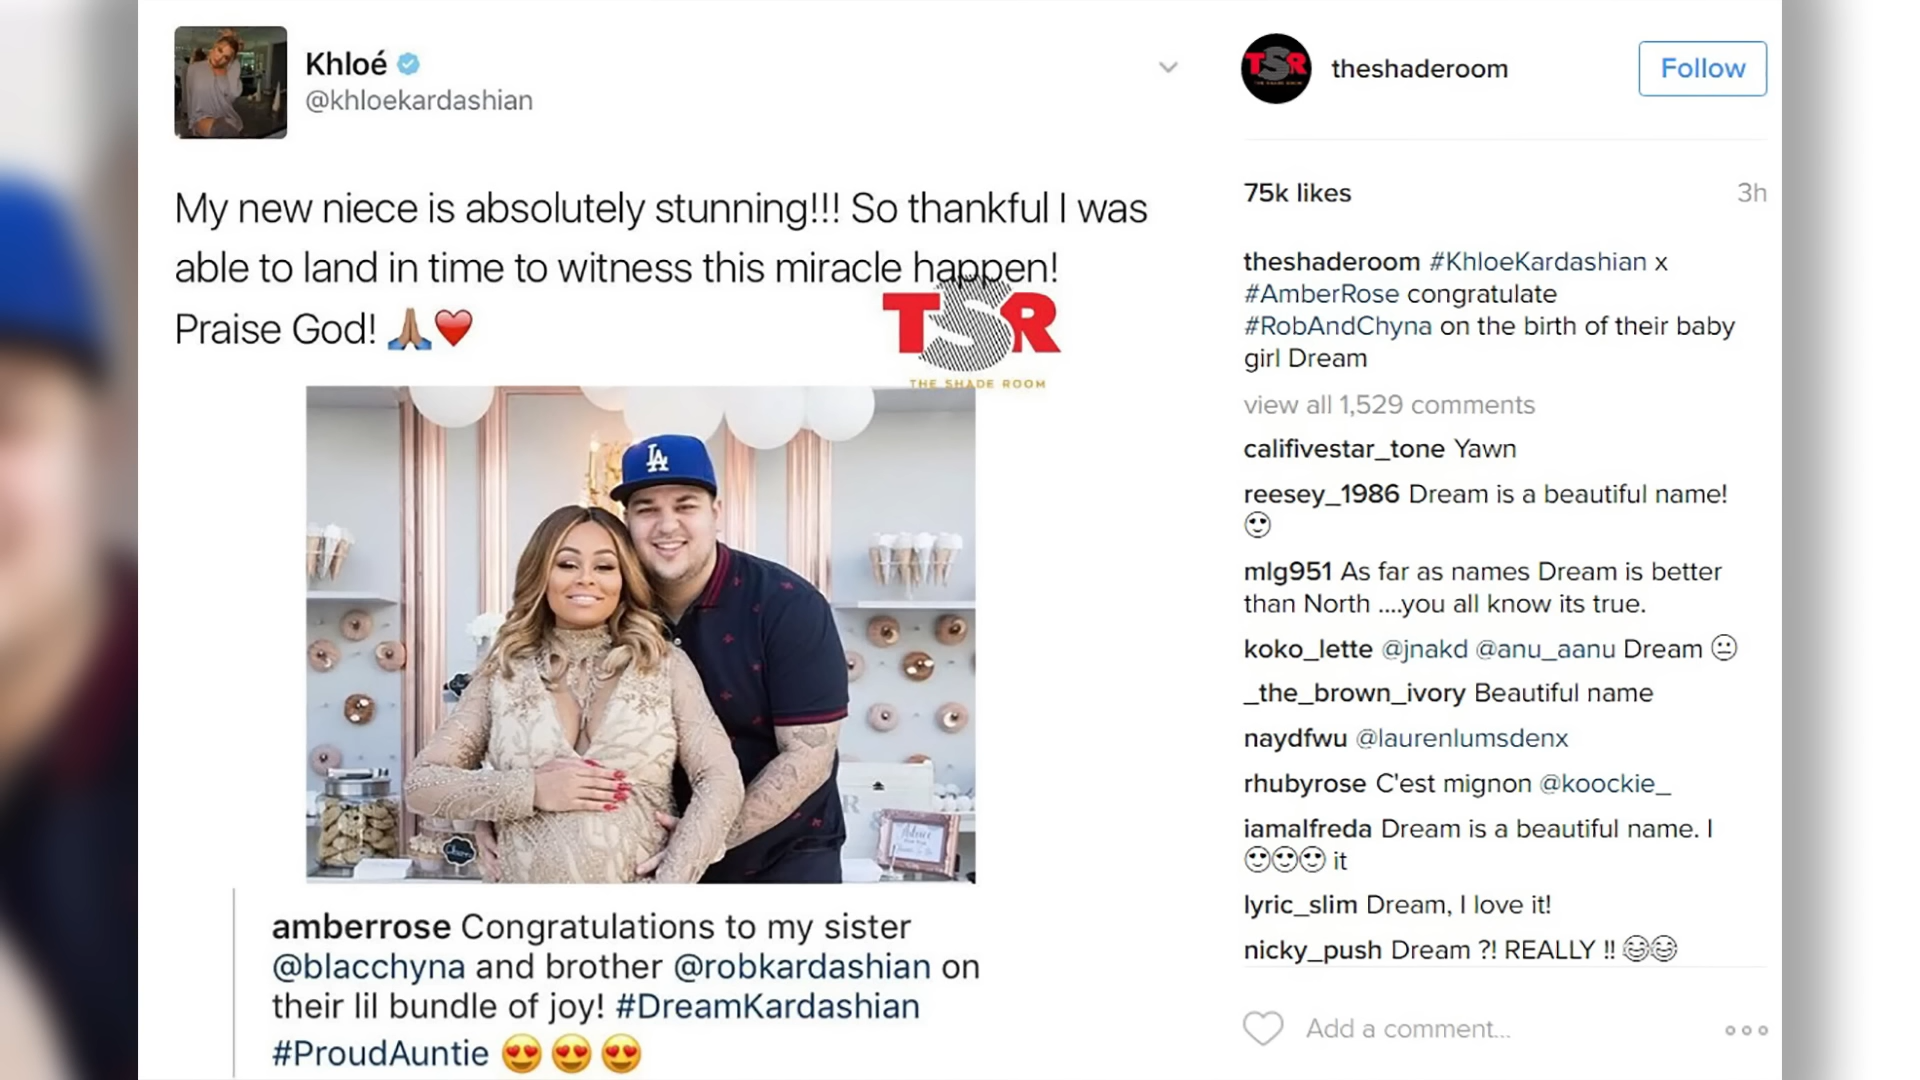 Khloé
@khloekardashian
My new niece is absolutely stunning!!! So thankful I was
able to land in time to witness this miracle happen!
Praise God! 🙏🏽❤️
TSR
THE SHADE ROOM
LA
amberrose Congratulations to my sister
@blacchyna and brother @robkardashian on
their lil bundle of joy! #DreamKardashian
#ProudAuntie 😍 😍 😍
TSR
theshaderoom
Follow
75k likes
3h
theshaderoom #KhloeKardashian x
#AmberRose congratulate
#RobAndChyna on the birth of their baby
girl Dream
view all 1,529 comments
califivestar_tone Yawn
reesey_1986 Dream is a beautiful name!
😍
mlg951 As far as names Dream is better
than North ....you all know its true.
koko_lette @jnakd @anu_aanu Dream 😐
_the_brown_ivory Beautiful name
naydfwu @laurenlumsdenx
rhubyrose C'est mignon @koockie_
iamalfreda Dream is a beautiful name. I
😍😍😍 it
lyric_slim Dream, I love it!
nicky_push Dream ?! REALLY !! 😂😂
Add a comment...